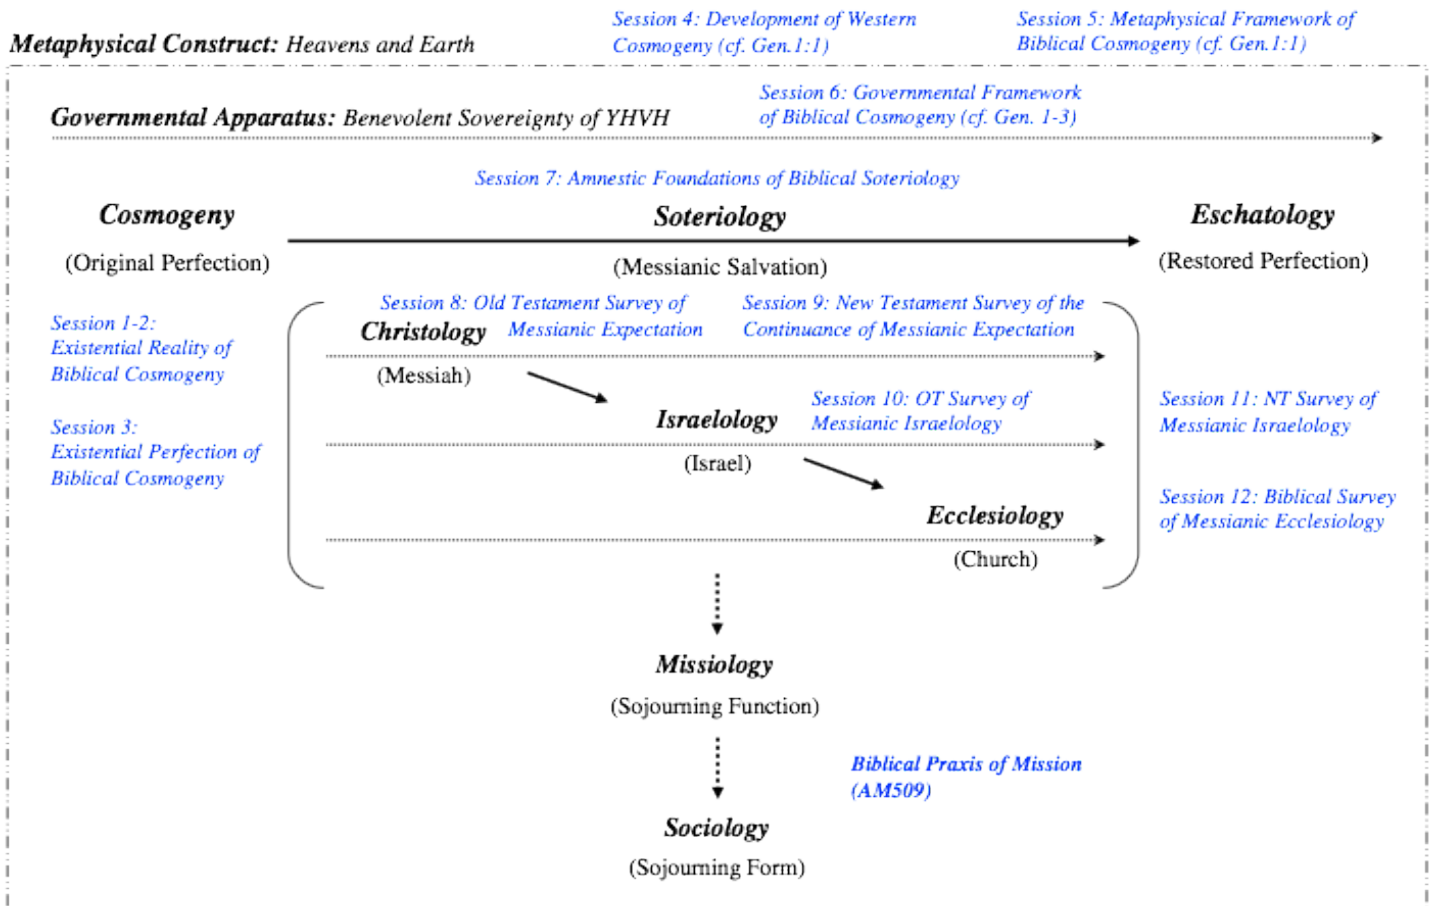 Session 4: Development of Western
Cosmogeny (cf. Gen.1:1)
Session 5: Metaphysical Framework of
Biblical Cosmogeny (cf. Gen.1:1)
Metaphysical Construct: Heavens and Earth
Session 6: Governmental Framework
of Biblical Cosmogeny (cf. Gen. 1-3)
Governmental Apparatus: Benevolent Sovereignty of YHVH
Session 7: Amnestic Foundations of Biblical Soteriology
Cosmogeny
(Original Perfection)
Soteriology
(Messianic Salvation)
Eschatology
(Restored Perfection)
Session 1-2:
Existential Reality of
Biblical Cosmogeny
Session 3:
Existential Perfection of
Biblical Cosmogeny
Session 8: Old Testament Survey of
Messianic Expectation
Session 9: New Testament Survey of the
Continuance of Messianic Expectation
Christology
(Messiah)
Israelology
(Israel)
Session 10: OT Survey of
Messianic Israelology
Session 11: NT Survey of
Messianic Israelology
Ecclesiology
(Church)
Session 12: Biblical Survey
of Messianic Ecclesiology
Missiology
(Sojourning Function)
Biblical Praxis of Mission
(AM509)
Sociology
(Sojourning Form)